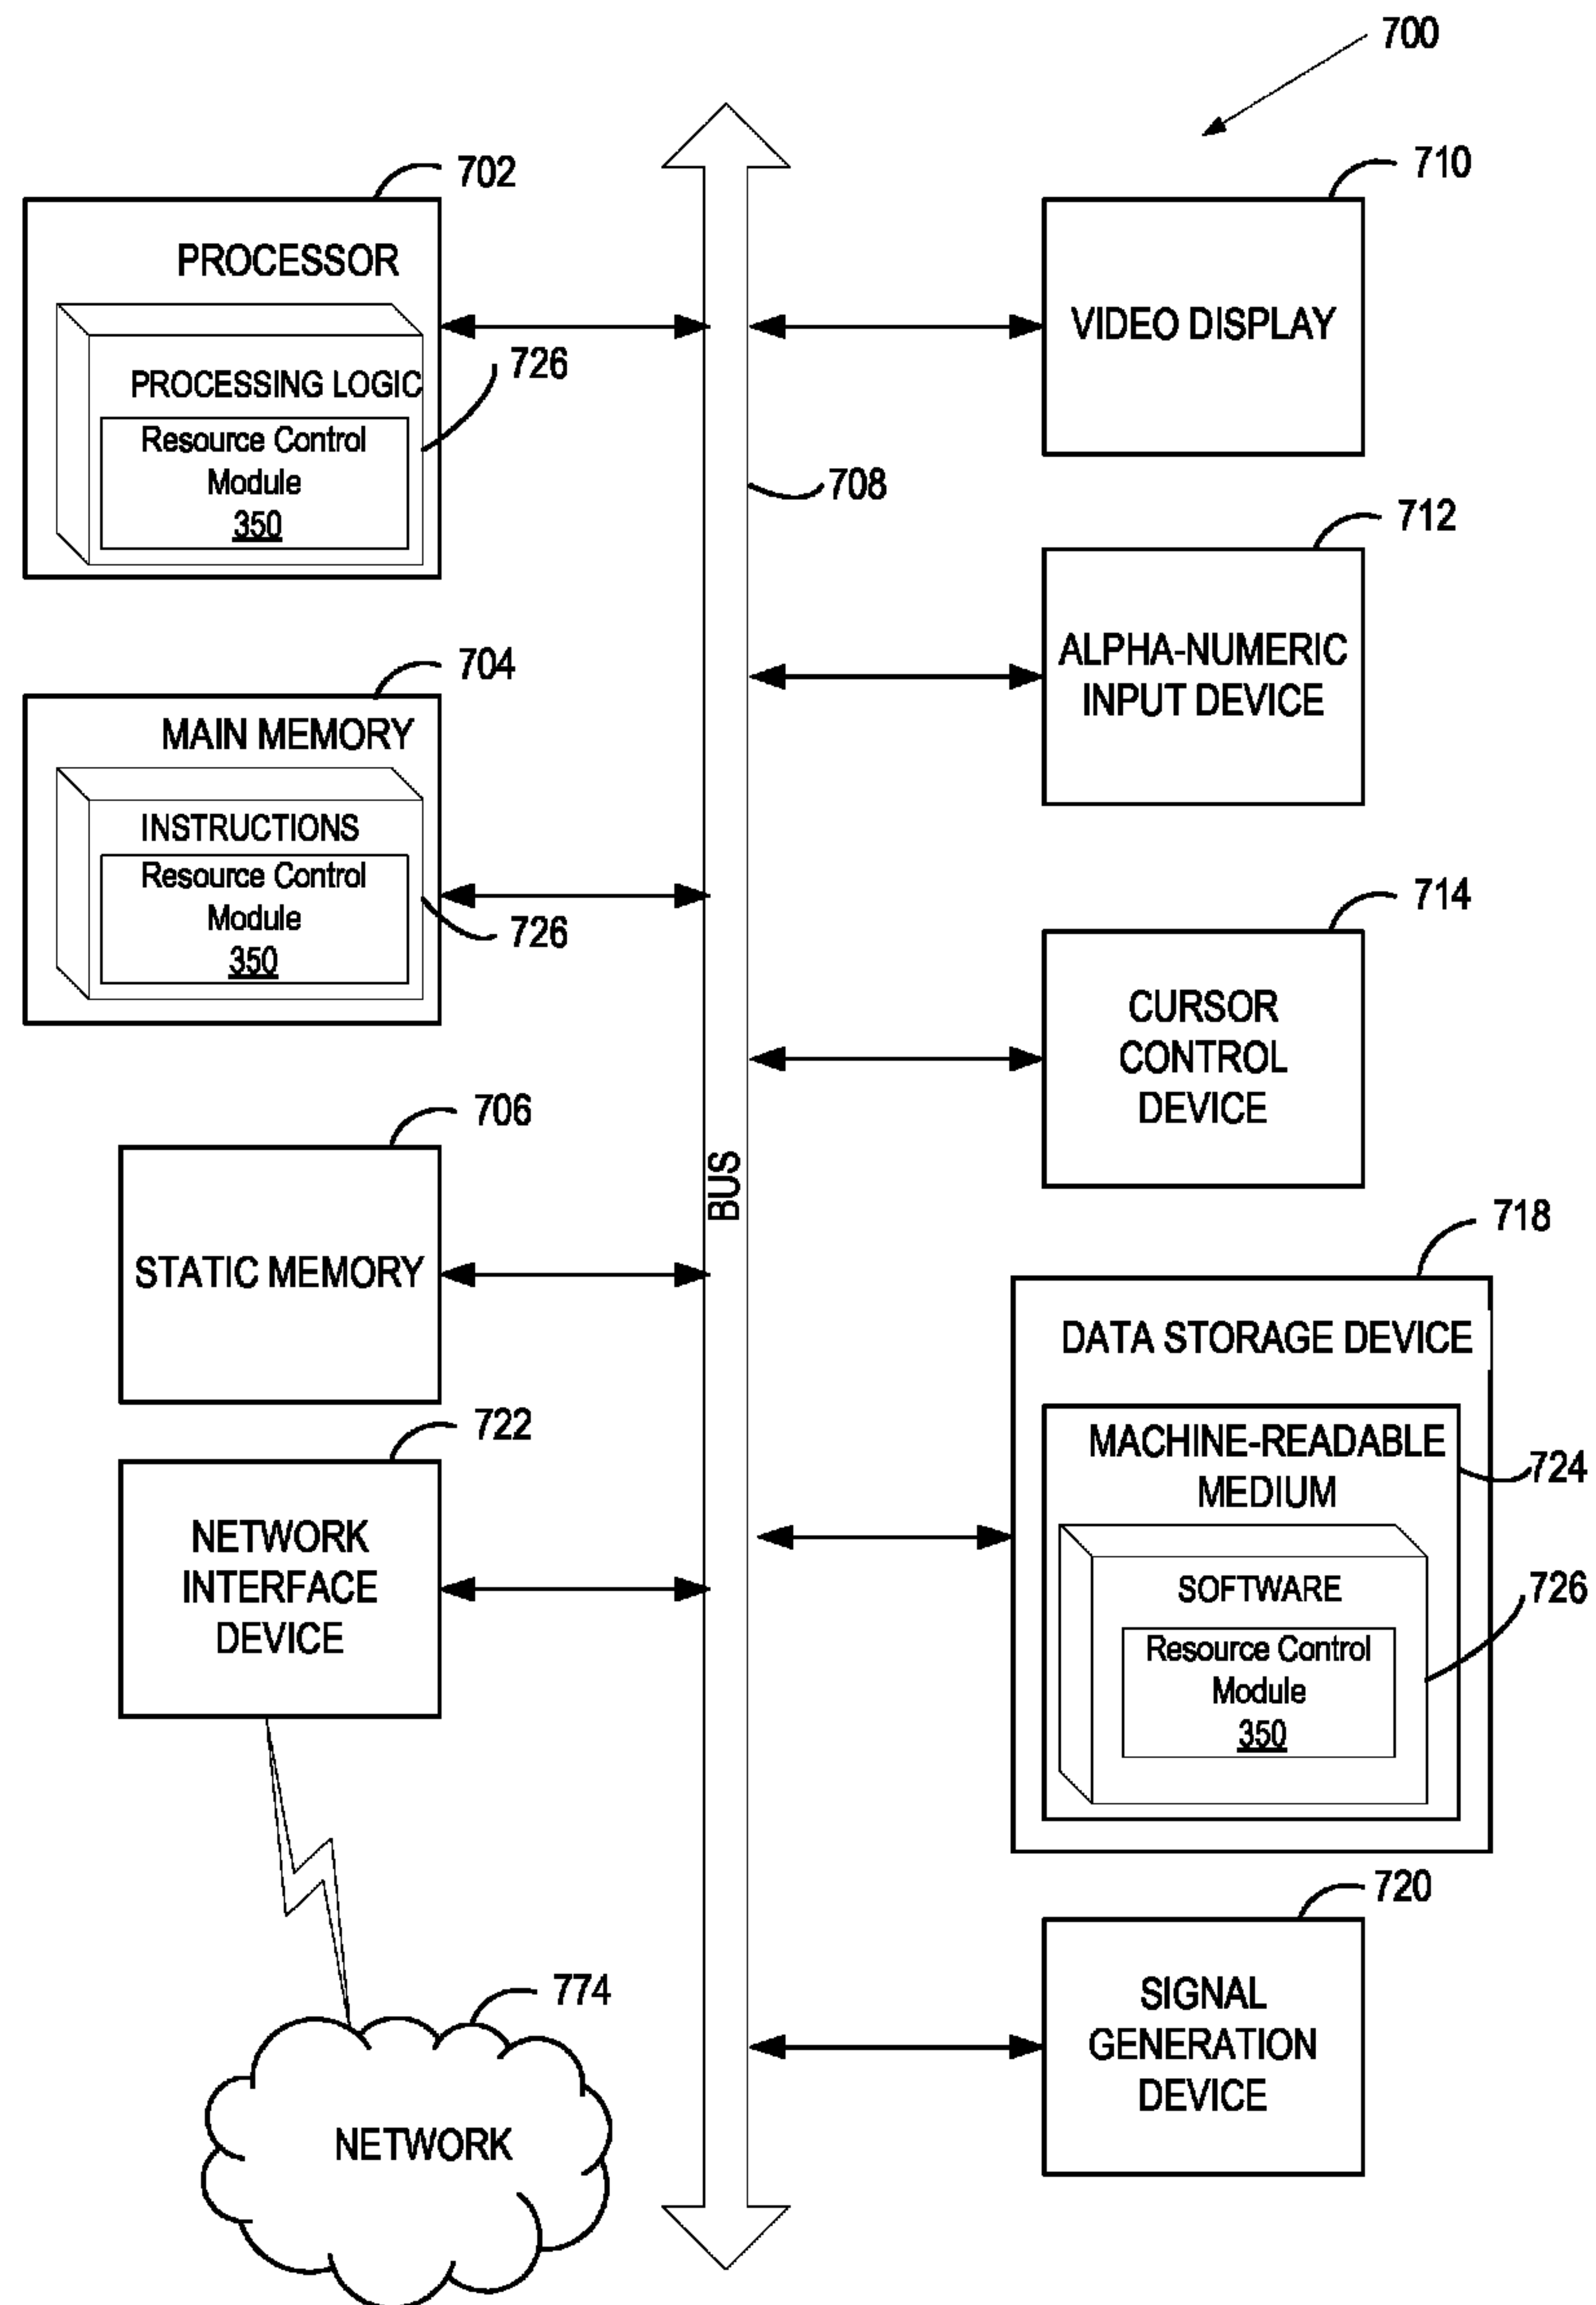 700
702
PROCESSOR
PROCESSING LOGIC
726
Resource Control
Module
350
704
MAIN MEMORY
INSTRUCTIONS
Resource Control
Module
350
726
706
STATIC MEMORY
722
NETWORK
INTERFACE
DEVICE
774
NETWORK
708
BUS
710
VIDEO DISPLAY
712
ALPHA-NUMERIC
INPUT DEVICE
714
CURSOR
CONTROL
DEVICE
718
DATA STORAGE DEVICE
MACHINE-READABLE
MEDIUM
724
SOFTWARE
726
Resource Control
Module
350
720
SIGNAL
GENERATION
DEVICE